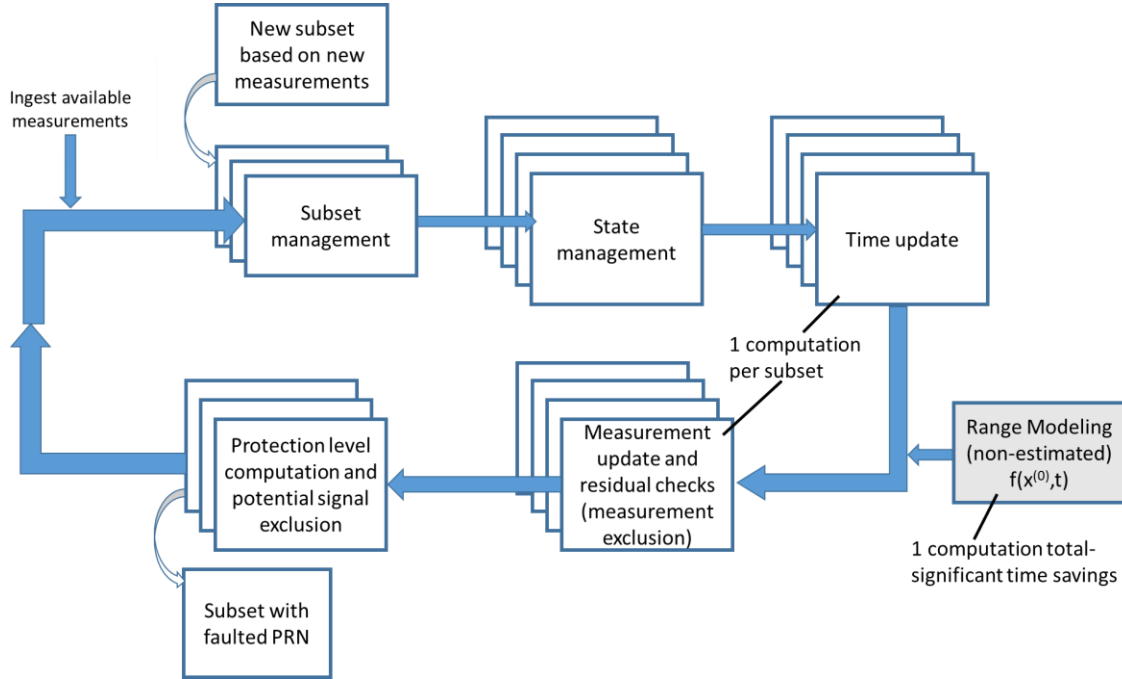 New subset
based on new
measurements
Ingest available
measurements
Subset
management
State
management
Time update
1 computation
per subset
Range Modeling
(non-estimated)
f(x⁽⁰⁾,t)
Measurement
update and
residual checks
(measurement
exclusion)
Protection level
computation and
potential signal
exclusion
1 computation total-
significant time savings
Subset with
faulted PRN